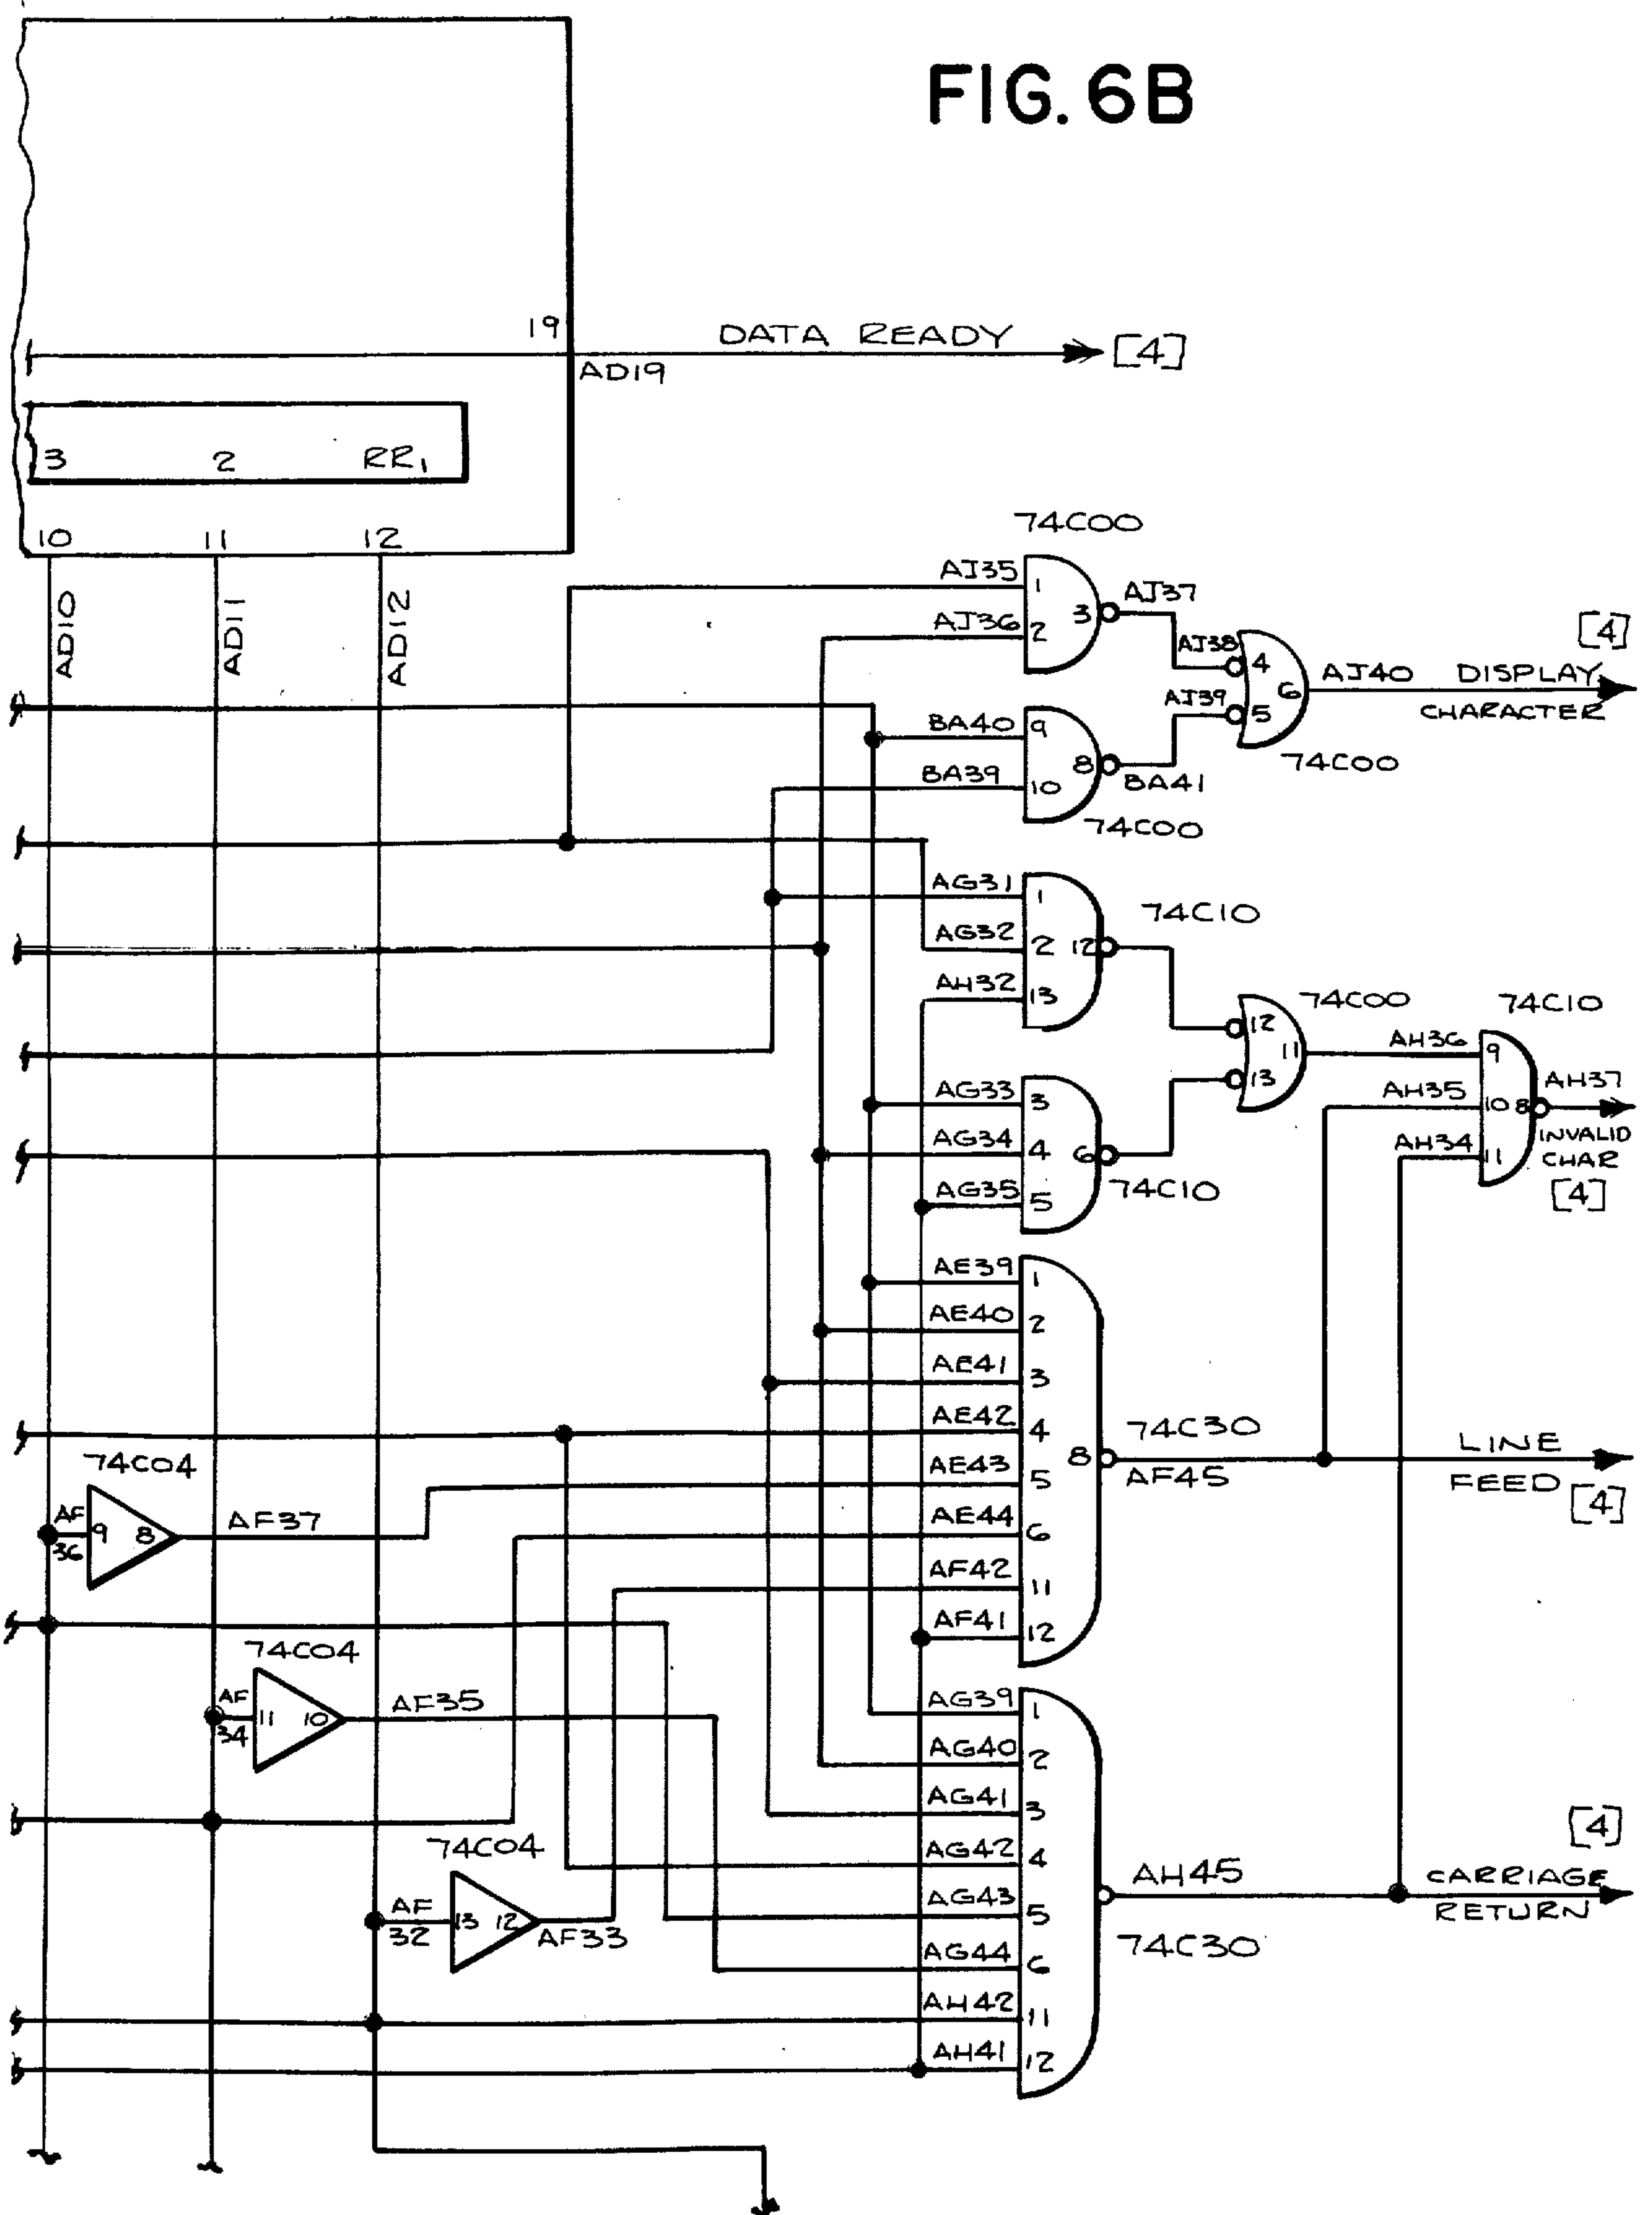 FIG. 6B
19
DATA READY
[4]
AD19
3 2 RR1
10 11 12
AD10
AD11
AD12
74C00
AJ35 1
AJ36 2
3 AJ37
AJ38 4
AJ39 5
6 AJ40
DISPLAY
CHARACTER
[4]
74C00
BA40 9
BA39 10
8 BA41
74C00
AG31 1
AG32 2
AH32 13
12
74C10
AG33 3
AG34 4
AG35 5
6
74C10
12
13
11
74C00
74C10
AH36 9
AH35 10
AH34 11
8 AH37
INVALID
CHAR
[4]
AE39 1
AE40 2
AE41 3
AE42 4
AE43 5
AE44 6
AF42 11
AF41 12
8
74C30
AF45
LINE
FEED
[4]
74C04
AF
36
9 8
AF37
74C04
AF
34
11 10
AF35
74C04
AF
32
13 12
AF33
AG39 1
AG40 2
AG41 3
AG42 4
AG43 5
AG44 6
AH42 11
AH41 12
AH45
74C30
CARRIAGE
RETURN
[4]